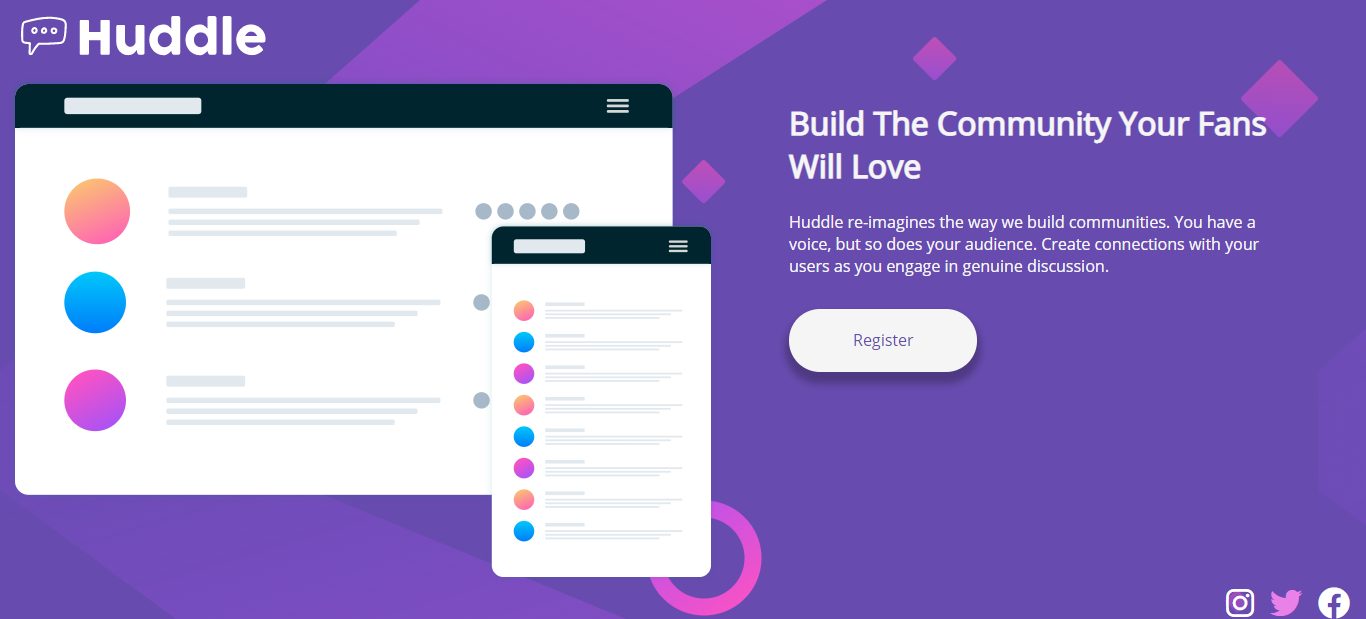 Huddle
Build The Community Your Fans
Will Love
Huddle re-imagines the way we build communities. You have a
voice, but so does your audience. Create connections with your
users as you engage in genuine discussion.
Register